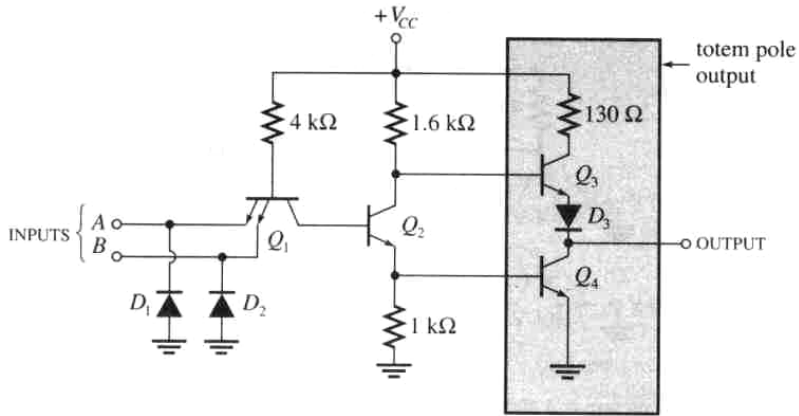 +V_CC
totem pole
output
4 kΩ
1.6 kΩ
130 Ω
Q₃
INPUTS { A
B
Q₁
Q₂
D₃
OUTPUT
Q₄
D₁
D₂
1 kΩ